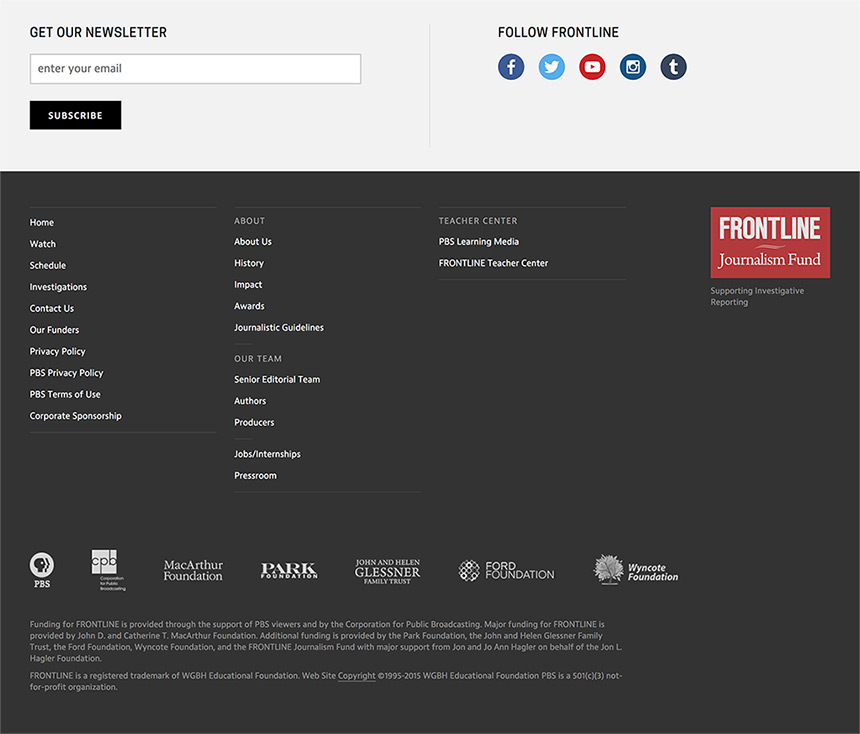 GET OUR NEWSLETTER
enter your email
SUBSCRIBE
FOLLOW FRONTLINE
Home
Watch
Schedule
Investigations
Contact Us
Our Funders
Privacy Policy
PBS Privacy Policy
PBS Terms of Use
Corporate Sponsorship
ABOUT
About Us
History
Impact
Awards
Journalistic Guidelines
OUR TEAM
Senior Editorial Team
Authors
Producers
Jobs/Internships
Pressroom
TEACHER CENTER
PBS Learning Media
FRONTLINE Teacher Center
FRONTLINE
Journalism Fund
Supporting Investigative
Reporting
PBS
cpb
Corporation
for Public
Broadcasting
MacArthur
Foundation
PARK
FOUNDATION
JOHN AND HELEN
GLESSNER
FAMILY TRUST
FORD
FOUNDATION
Wyncote
Foundation
Funding for FRONTLINE is provided through the support of PBS viewers and by the Corporation for Public Broadcasting. Major funding for FRONTLINE is
provided by John D. and Catherine T. MacArthur Foundation. Additional funding is provided by the Park Foundation, the John and Helen Glessner Family
Trust, the Ford Foundation, Wyncote Foundation, and the FRONTLINE Journalism Fund with major support from Jon and Jo Ann Hagler on behalf of the Jon L.
Hagler Foundation.
FRONTLINE is a registered trademark of WGBH Educational Foundation. Web Site Copyright ©1995-2015 WGBH Educational Foundation PBS is a 501(c)(3) not-
for-profit organization.